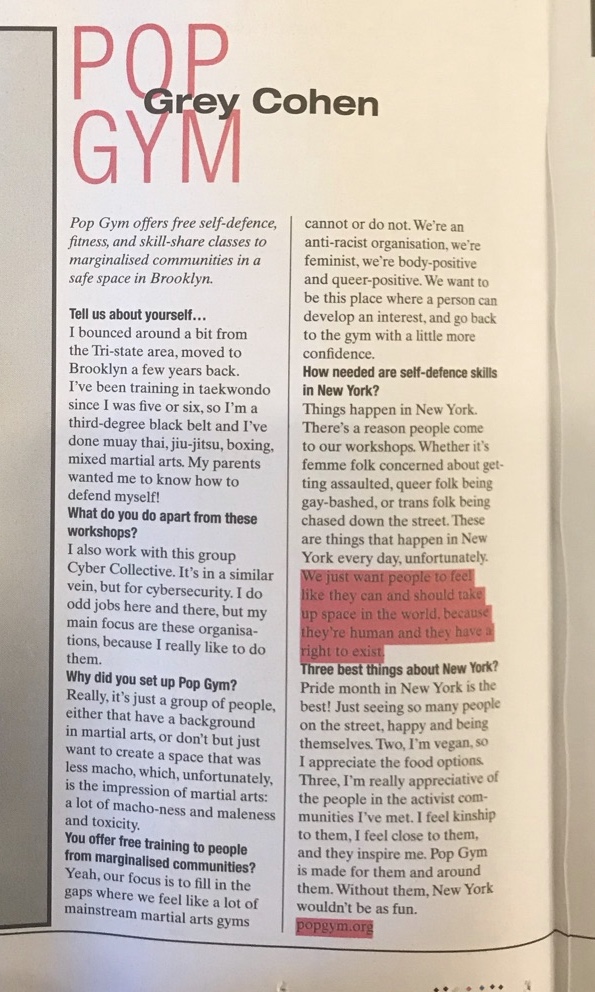 POP
Grey Cohen
GYM
Pop Gym offers free self-defence,
fitness, and skill-share classes to
marginalised communities in a
safe space in Brooklyn.
Tell us about yourself…
I bounced around a bit from
the Tri-state area, moved to
Brooklyn a few years back.
I've been training in taekwondo
since I was five or six, so I'm a
third-degree black belt and I've
done muay thai, jiu-jitsu, boxing,
mixed martial arts. My parents
wanted me to know how to
defend myself!
What do you do apart from these
workshops?
I also work with this group
Cyber Collective. It's in a similar
vein, but for cybersecurity. I do
odd jobs here and there, but my
main focus are these organisa-
tions, because I really like to do
them.
Why did you set up Pop Gym?
Really, it's just a group of people,
either that have a background
in martial arts, or don't but just
want to create a space that was
less macho, which, unfortunately,
is the impression of martial arts:
a lot of macho-ness and maleness
and toxicity.
You offer free training to people
from marginalised communities?
Yeah, our focus is to fill in the
gaps where we feel like a lot of
mainstream martial arts gyms
cannot or do not. We're an
anti-racist organisation, we're
feminist, we're body-positive
and queer-positive. We want to
be this place where a person can
develop an interest, and go back
to the gym with a little more
confidence.
How needed are self-defence skills
in New York?
Things happen in New York.
There's a reason people come
to our workshops. Whether it's
femme folk concerned about get-
ting assaulted, queer folk being
gay-bashed, or trans folk being
chased down the street. These
are things that happen in New
York every day, unfortunately.
We just want people to feel
like they can and should take
up space in the world, because
they're human and they have a
right to exist.
Three best things about New York?
Pride month in New York is the
best! Just seeing so many people
on the street, happy and being
themselves. Two, I'm vegan, so
I appreciate the food options.
Three, I'm really appreciative of
the people in the activist com-
munities I've met. I feel kinship
to them, I feel close to them,
and they inspire me. Pop Gym
is made for them and around
them. Without them, New York
wouldn't be as fun.
popgym.org